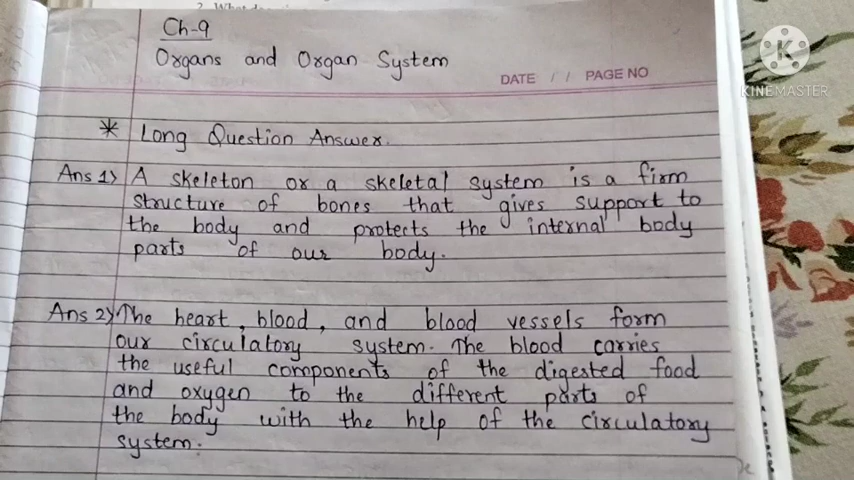 Ch-9
Organs and Organ System
DATE / / PAGE NO
K
KINEMASTER
* Long Question Answer.
Ans 1) A skeleton or a skeletal system is a firm
structure of bones that gives support to
the body and protects the internal body
parts of our body.
Ans 2) The heart, blood, and blood vessels form
our circulatory system. The blood carries
the useful components of the digested food
and oxygen to the different parts of
the body with the help of the circulatory
system.